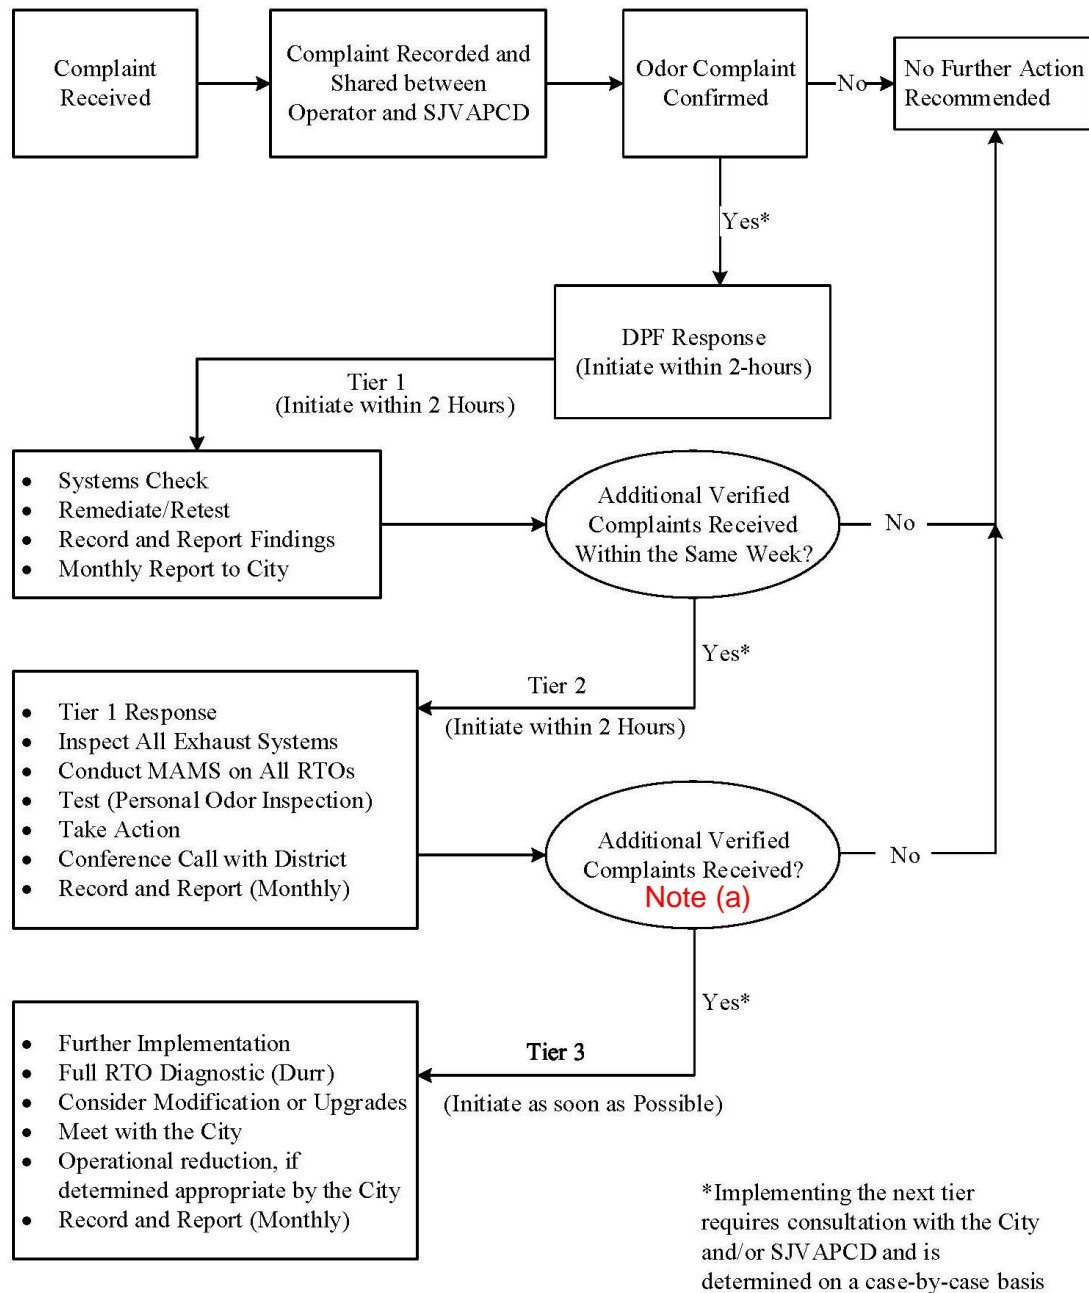 Complaint
Received
Complaint Recorded and
Shared between
Operator and SJVAPCD
Odor Complaint
Confirmed
No
No Further Action
Recommended
Yes*
DPF Response
(Initiate within 2-hours)
Tier 1
(Initiate within 2 Hours)
• Systems Check
• Remediate/Retest
• Record and Report Findings
• Monthly Report to City
Additional Verified
Complaints Received
Within the Same Week?
No
Yes*
Tier 2
(Initiate within 2 Hours)
• Tier 1 Response
• Inspect All Exhaust Systems
• Conduct MAMS on All RTOs
• Test (Personal Odor Inspection)
• Take Action
• Conference Call with District
• Record and Report (Monthly)
Additional Verified
Complaints Received?
Note (a)
No
Yes*
Tier 3
(Initiate as soon as Possible)
• Further Implementation
• Full RTO Diagnostic (Durr)
• Consider Modification or Upgrades
• Meet with the City
• Operational reduction, if
determined appropriate by the City
• Record and Report (Monthly)
*Implementing the next tier
requires consultation with the City
and/or SJVAPCD and is
determined on a case-by-case basis